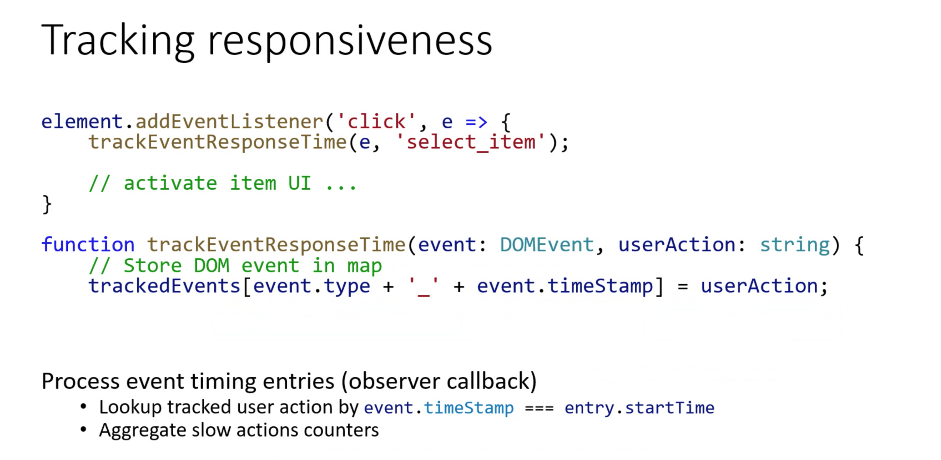 Tracking responsiveness
element.addEventListener('click', e => {
trackEventResponseTime(e, 'select_item');
// activate item UI ...
}
function trackEventResponseTime(event: DOMEvent, userAction: string) {
// Store DOM event in map
trackedEvents[event.type + '_' + event.timeStamp] = userAction;
Process event timing entries (observer callback)
• Lookup tracked user action by event.timeStamp === entry.startTime
• Aggregate slow actions counters